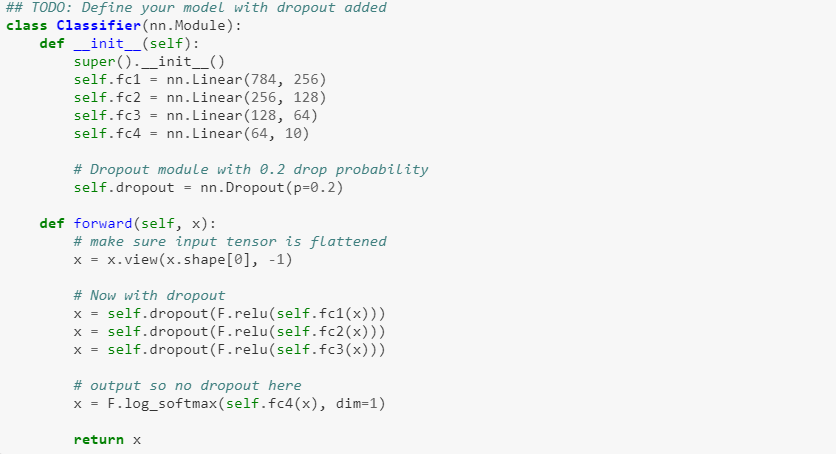 ## TODO: Define your model with dropout added
class Classifier(nn.Module):
    def __init__(self):
        super().__init__()
        self.fc1 = nn.Linear(784, 256)
        self.fc2 = nn.Linear(256, 128)
        self.fc3 = nn.Linear(128, 64)
        self.fc4 = nn.Linear(64, 10)

        # Dropout module with 0.2 drop probability
        self.dropout = nn.Dropout(p=0.2)

    def forward(self, x):
        # make sure input tensor is flattened
        x = x.view(x.shape[0], -1)

        # Now with dropout
        x = self.dropout(F.relu(self.fc1(x)))
        x = self.dropout(F.relu(self.fc2(x)))
        x = self.dropout(F.relu(self.fc3(x)))

        # output so no dropout here
        x = F.log_softmax(self.fc4(x), dim=1)

        return x